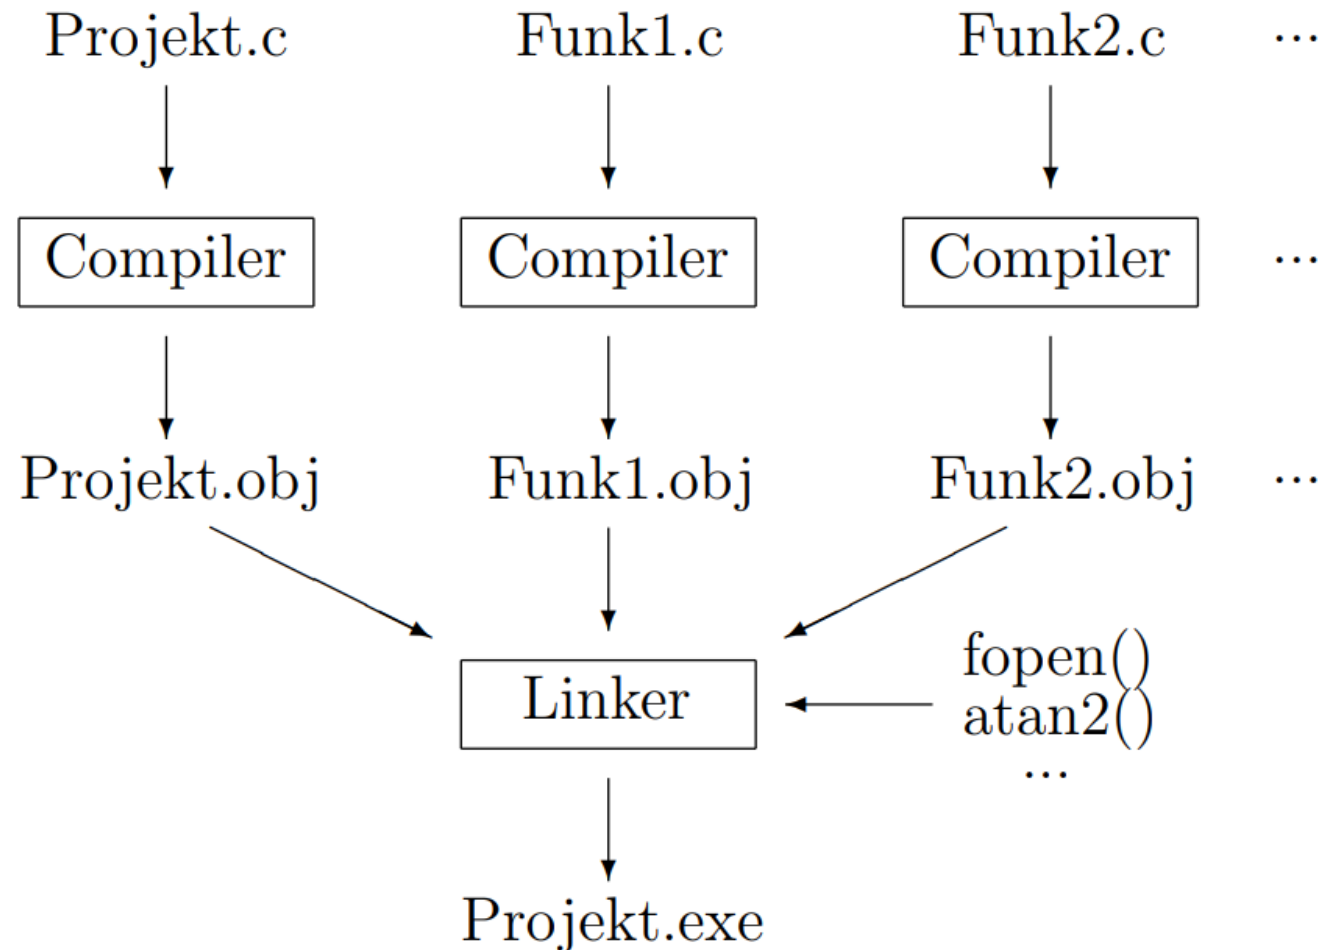 Projekt.c Funk1.c Funk2.c ...
Compiler Compiler Compiler ...
Projekt.obj Funk1.obj Funk2.obj ...
fopen()
Linker
atan2()
...
Projekt.exe